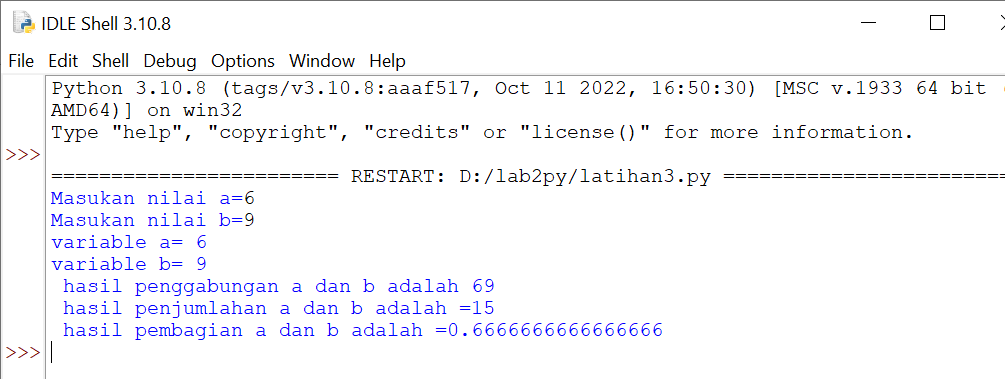 IDLE Shell 3.10.8
File Edit Shell Debug Options Window Help
Python 3.10.8 (tags/v3.10.8:aaaf517, Oct 11 2022, 16:50:30) [MSC v.1933 64 bit (
AMD64)] on win32
Type "help", "copyright", "credits" or "license()" for more information.
>>>
======================== RESTART: D:/lab2py/latihan3.py ========================
Masukan nilai a=6
Masukan nilai b=9
variable a= 6
variable b= 9
hasil penggabungan a dan b adalah 69
hasil penjumlahan a dan b adalah =15
hasil pembagian a dan b adalah =0.6666666666666666
>>>